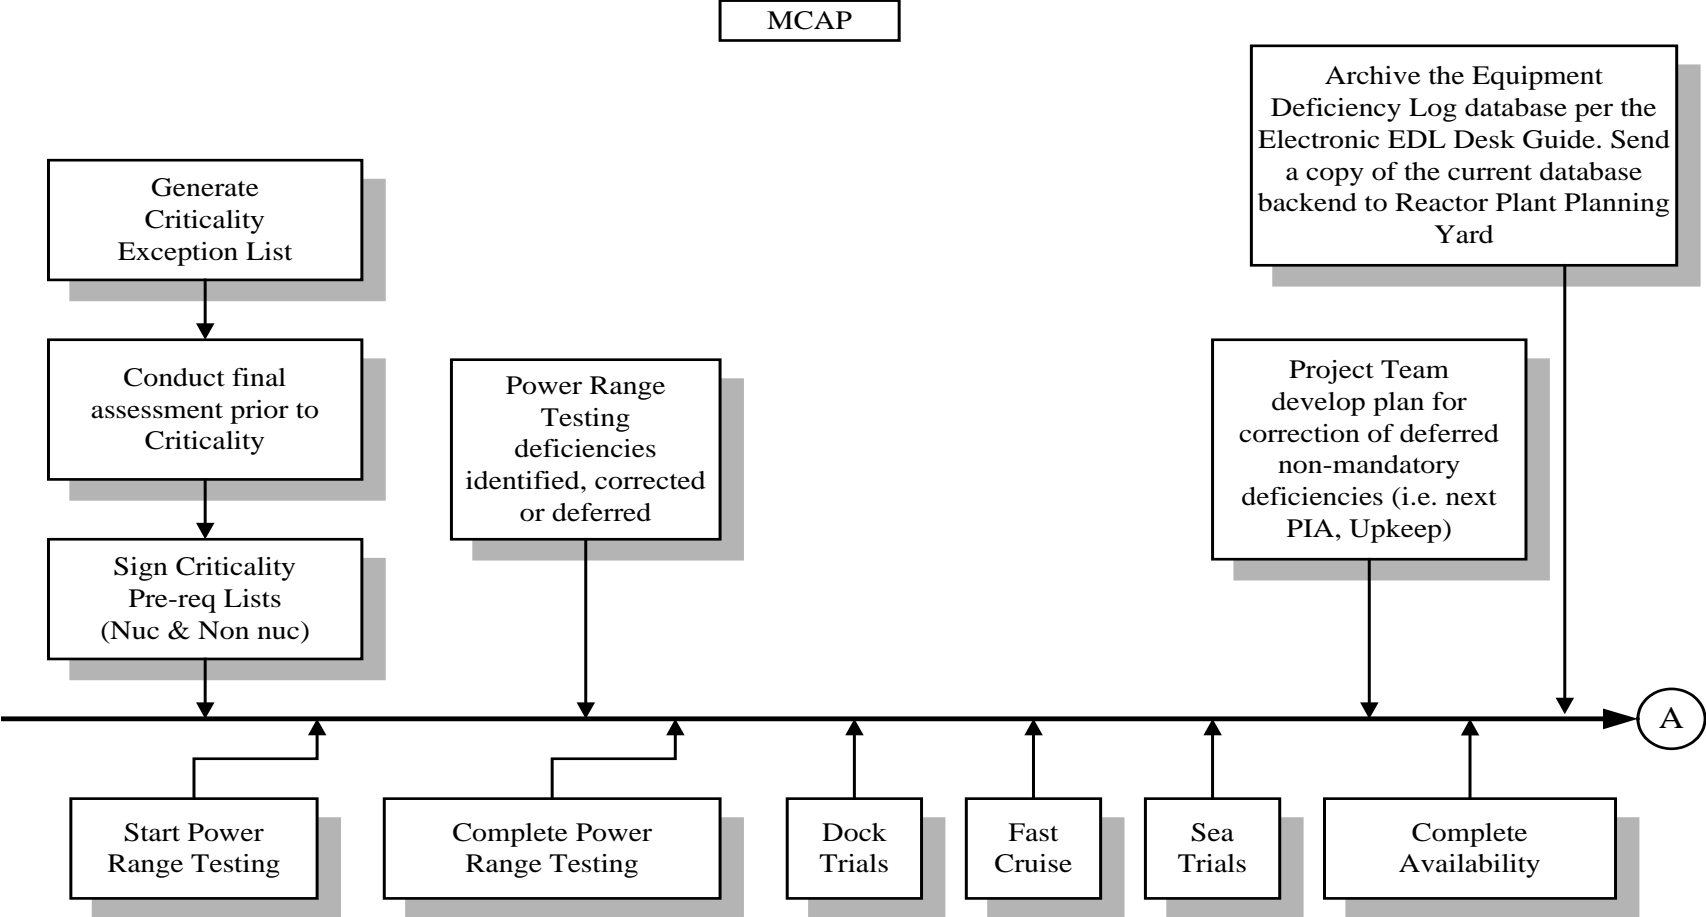 MCAP
Archive the Equipment
Deficiency Log database per the
Electronic EDL Desk Guide. Send
a copy of the current database
backend to Reactor Plant Planning
Yard
Generate
Criticality
Exception List
Conduct final
assessment prior to
Criticality
Sign Criticality
Pre-req Lists
(Nuc & Non nuc)
Power Range
Testing
deficiencies
identified, corrected
or deferred
Project Team
develop plan for
correction of deferred
non-mandatory
deficiencies (i.e. next
PIA, Upkeep)
A
Start Power
Range Testing
Complete Power
Range Testing
Dock
Trials
Fast
Cruise
Sea
Trials
Complete
Availability